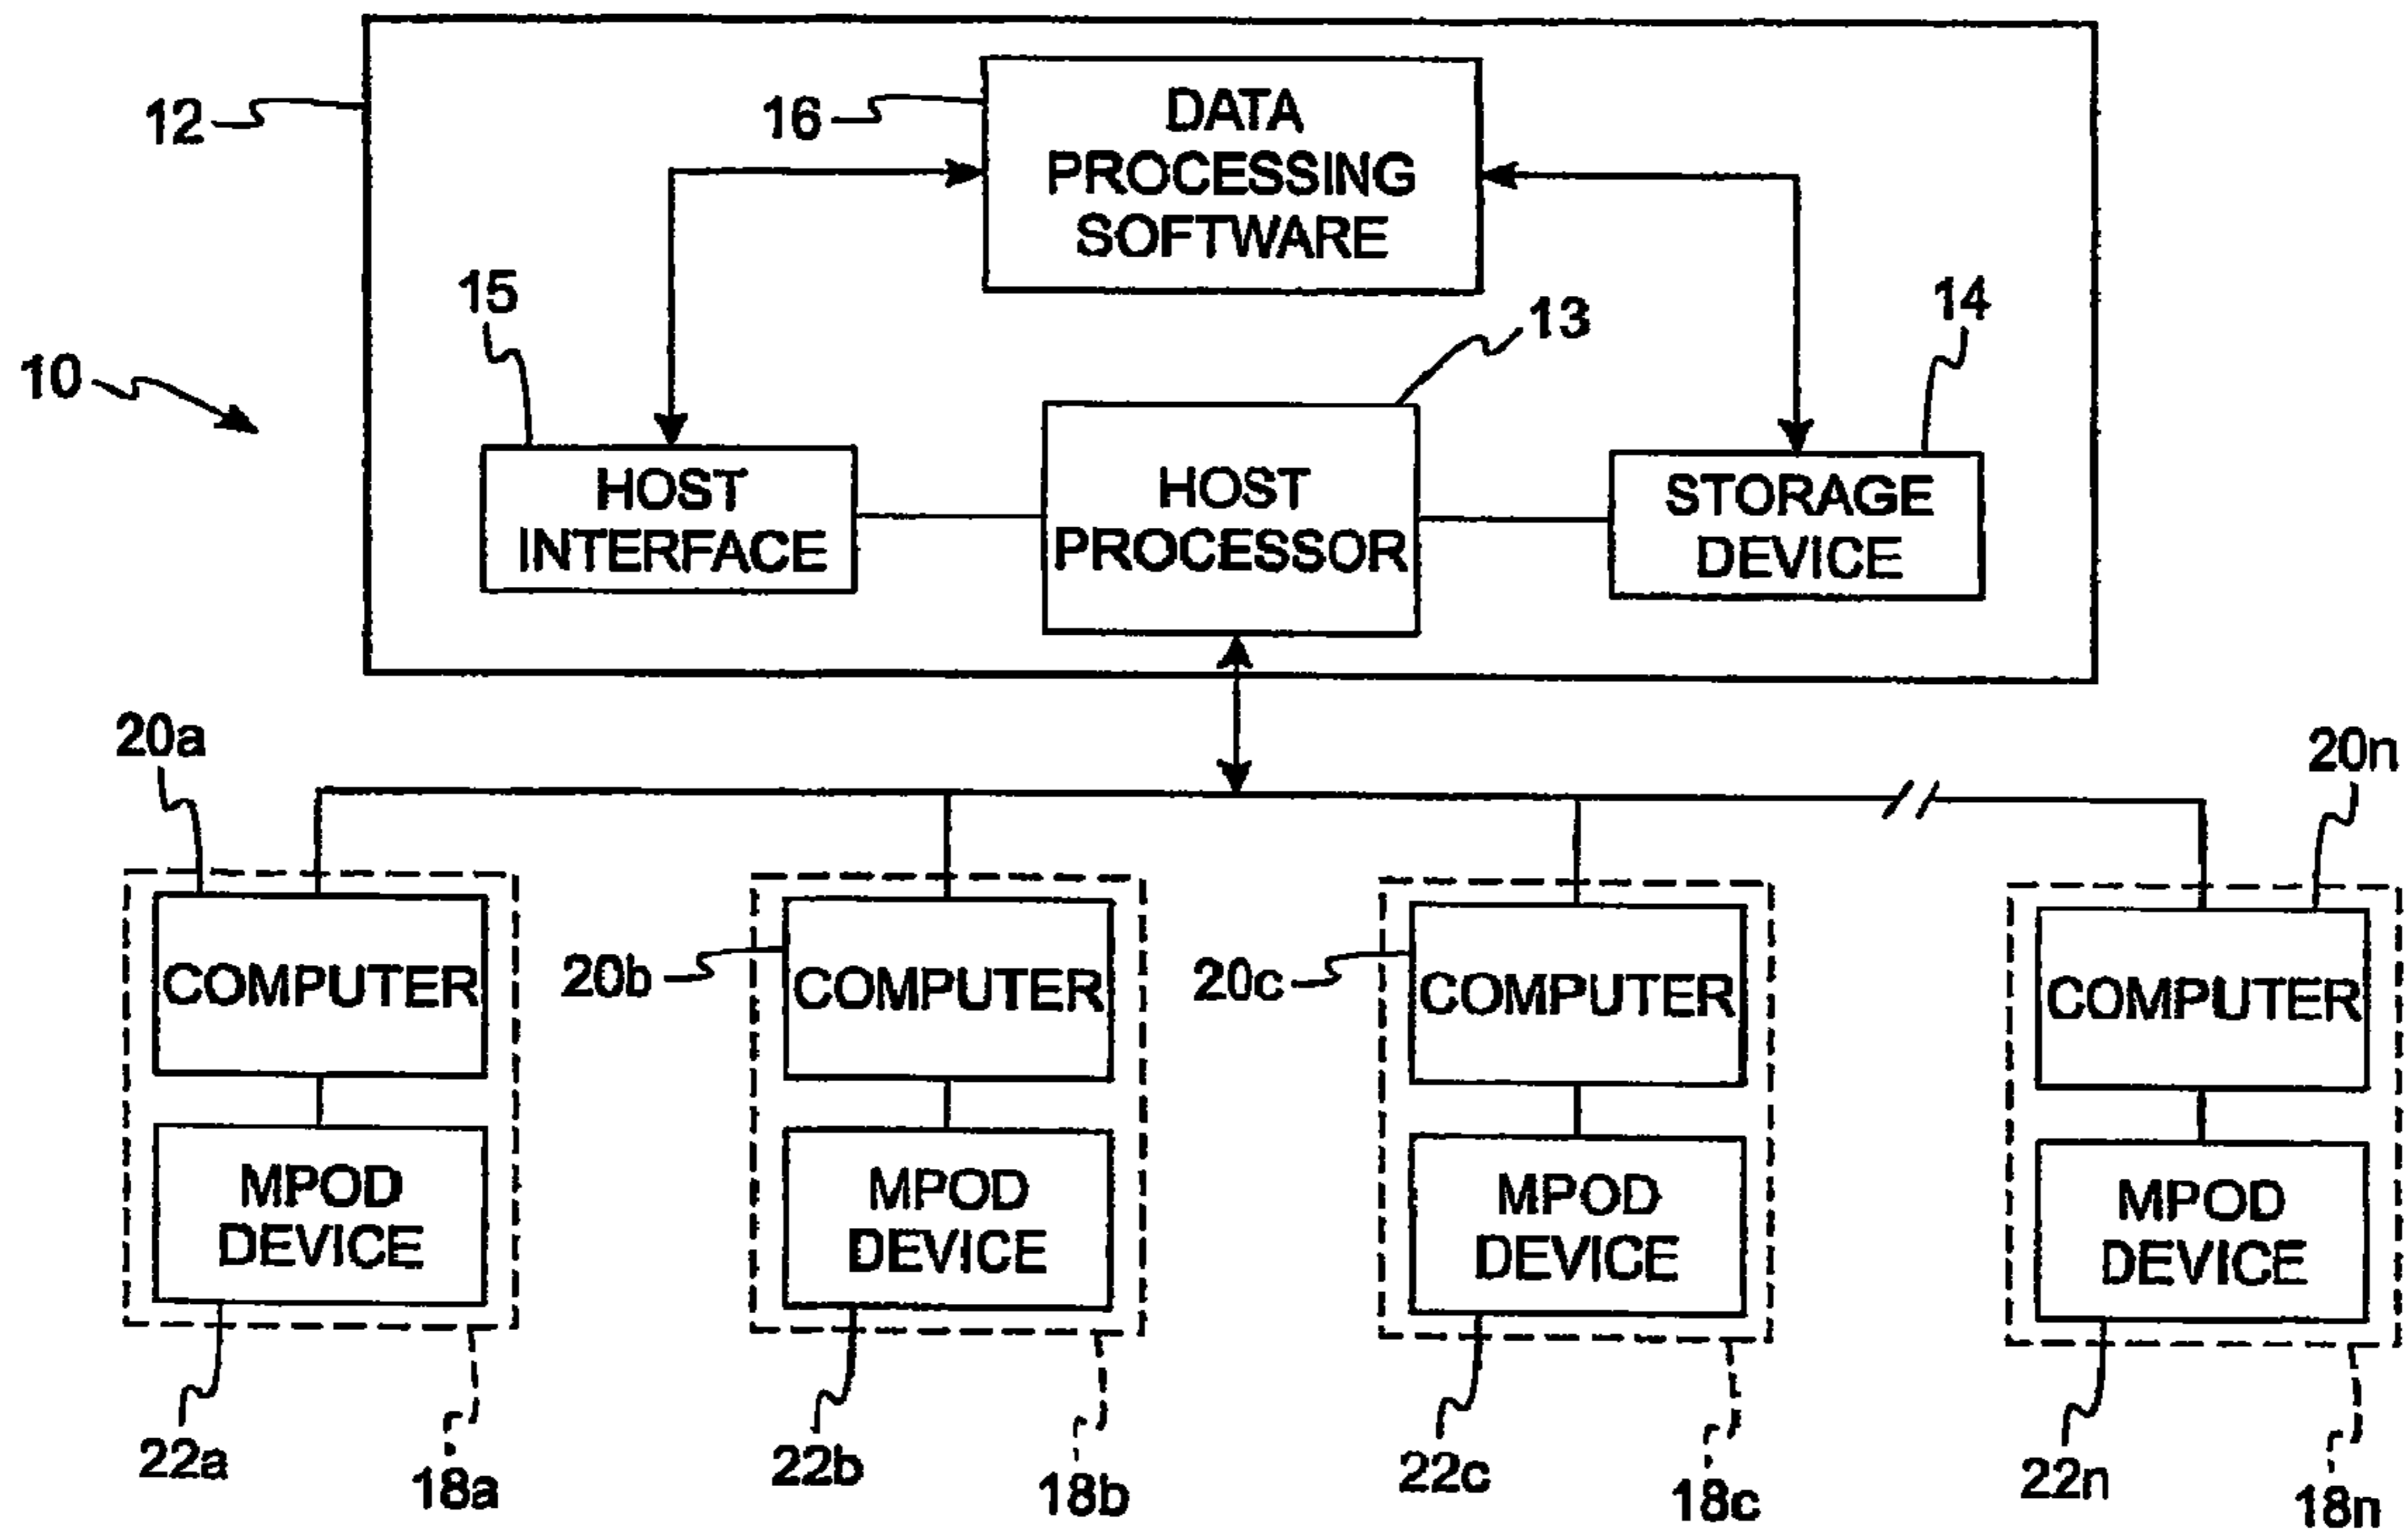 12
16
DATA
PROCESSING
SOFTWARE
15
14
13
10
HOST
INTERFACE
HOST
PROCESSOR
STORAGE
DEVICE
20a
20n
COMPUTER
20b
COMPUTER
20c
COMPUTER
COMPUTER
MPOD
DEVICE
MPOD
DEVICE
MPOD
DEVICE
MPOD
DEVICE
22a
18a
22b
18b
22c
18c
22n
18n